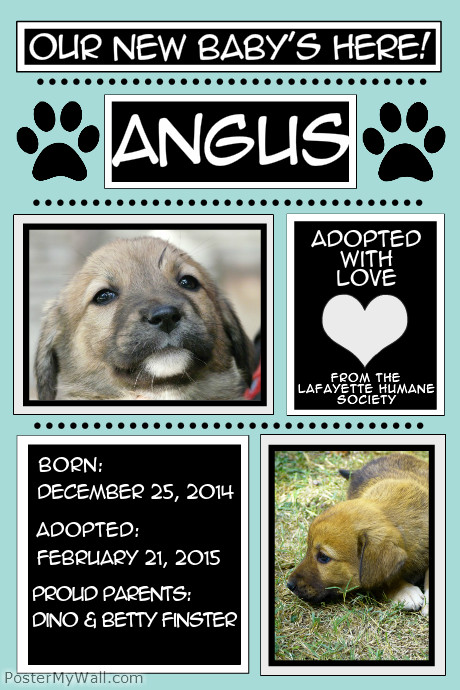 OUR NEW BABY'S HERE!
ANGUS
ADOPTED
WITH
LOVE
FROM THE
LAFAYETTE HUMANE
SOCIETY
BORN:
DECEMBER 25, 2014
ADOPTED:
FEBRUARY 21, 2015
PROUD PARENTS:
DINO & BETTY FINSTER
PosterMyWall.com